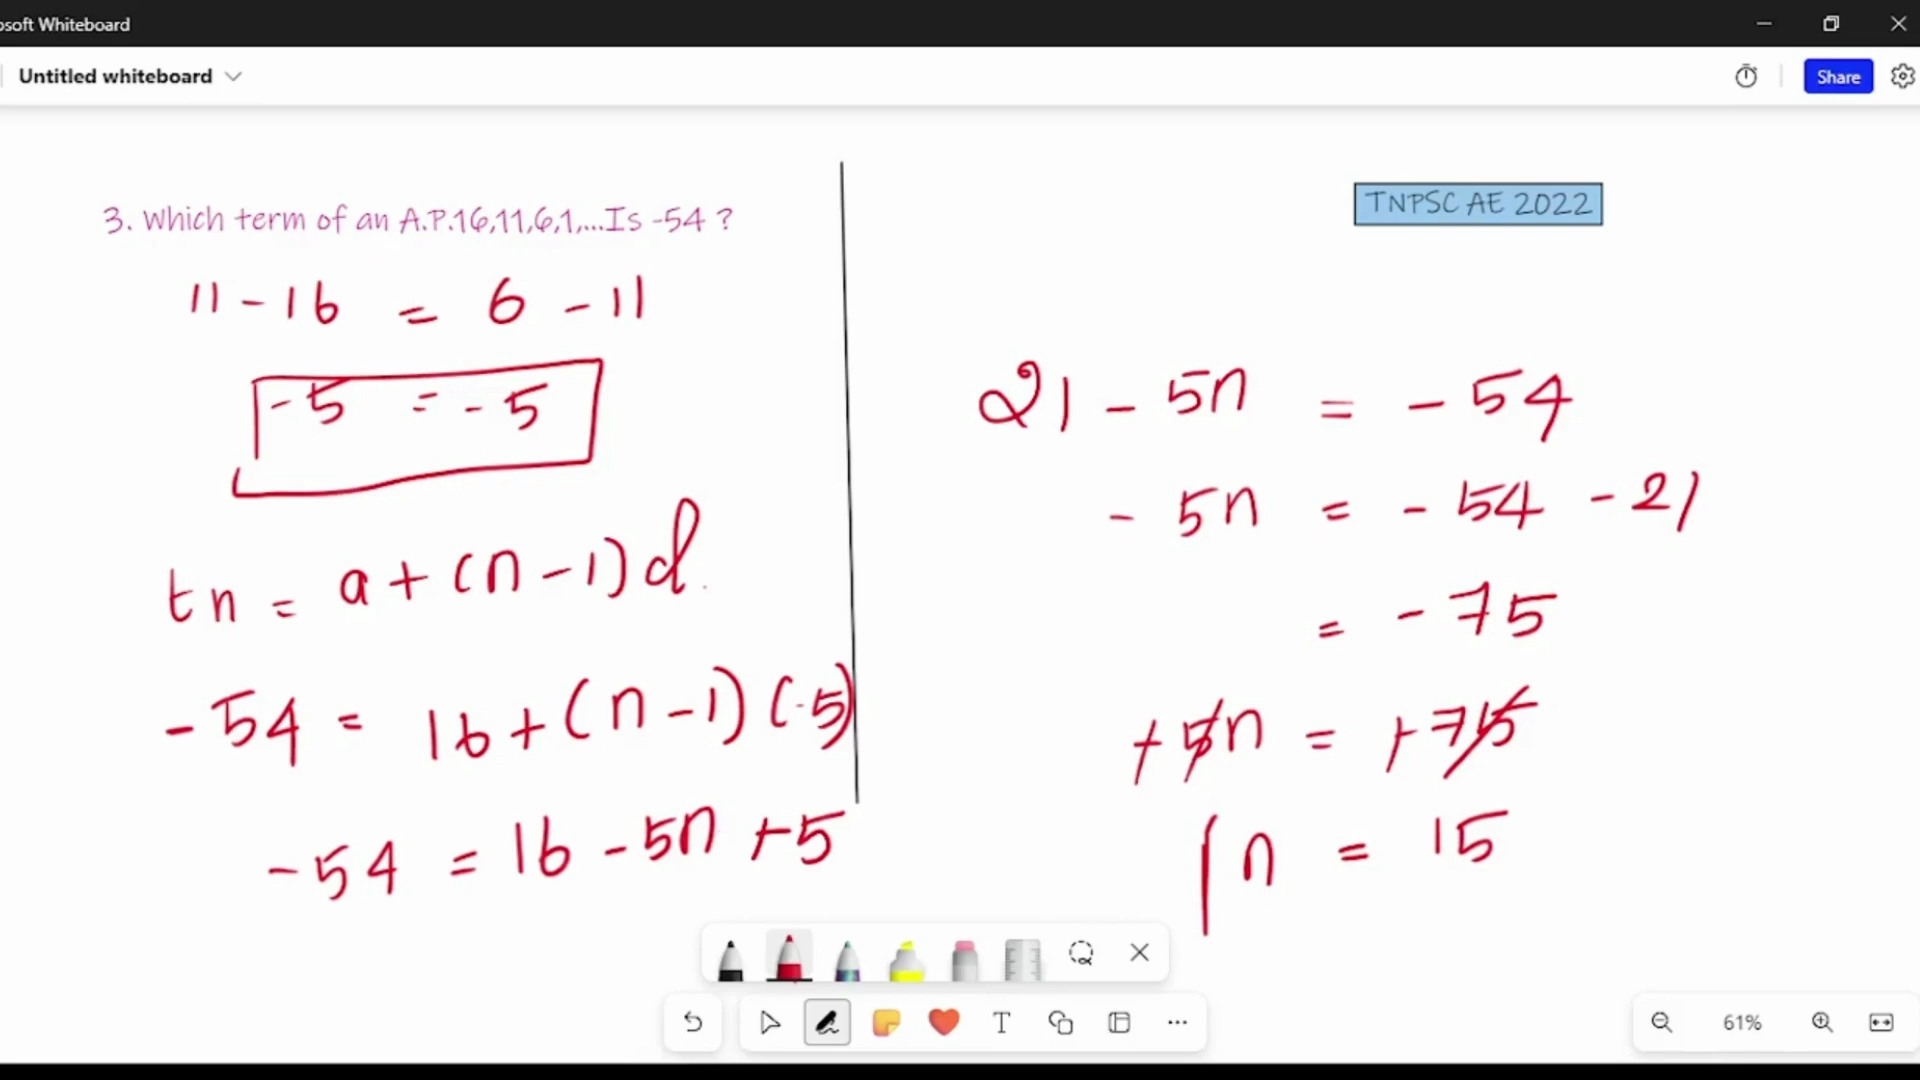 osoft Whiteboard
Untitled whiteboard
Share
3. Which term of an A.P.16,11,6,1,...Is -54 ?
11 - 16 = 6 - 11
-5 = -5
tn = a + (n - 1) d
-54 = 16 + (n - 1) (-5)
-54 = 16 - 5n + 5
TNPSC AE 2022
21 - 5n = - 54
- 5n = - 54 - 21
= - 75
+ 5n = + 75
n = 15
61%